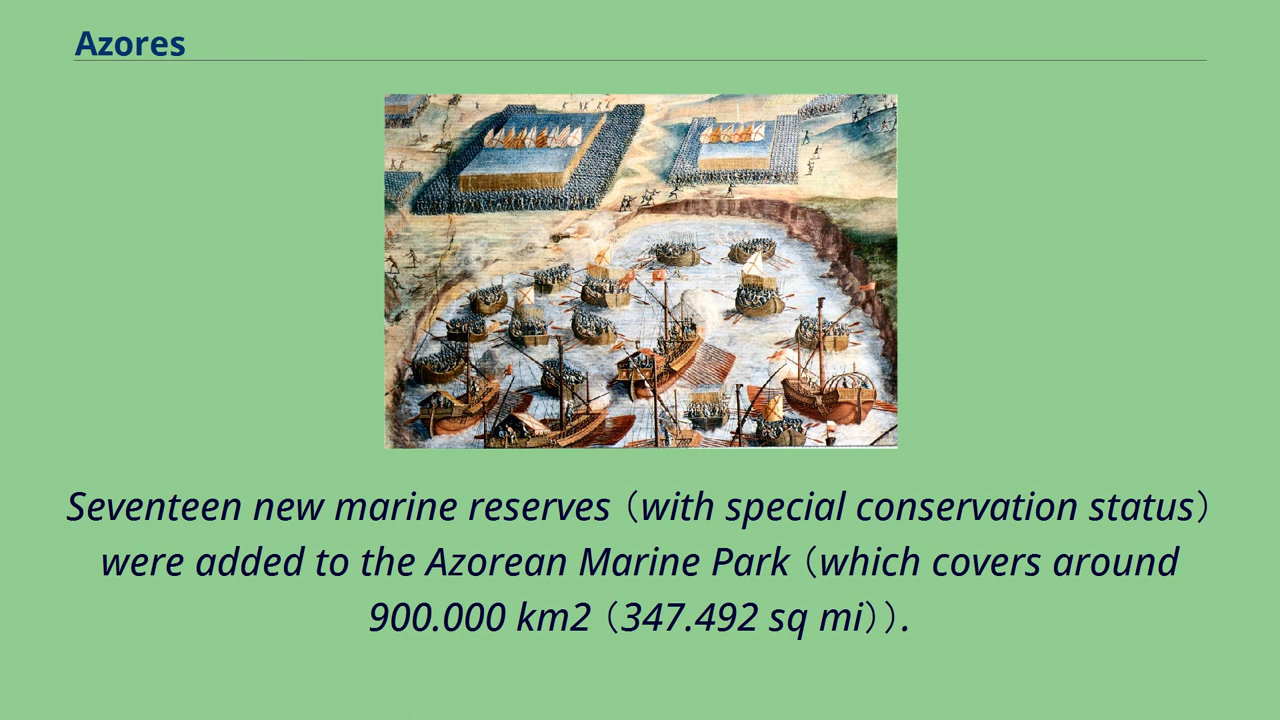 Azores
Seventeen new marine reserves（with special conservation status）
were added to the Azorean Marine Park（which covers around
900.000 km2（347.492 sq mi））.